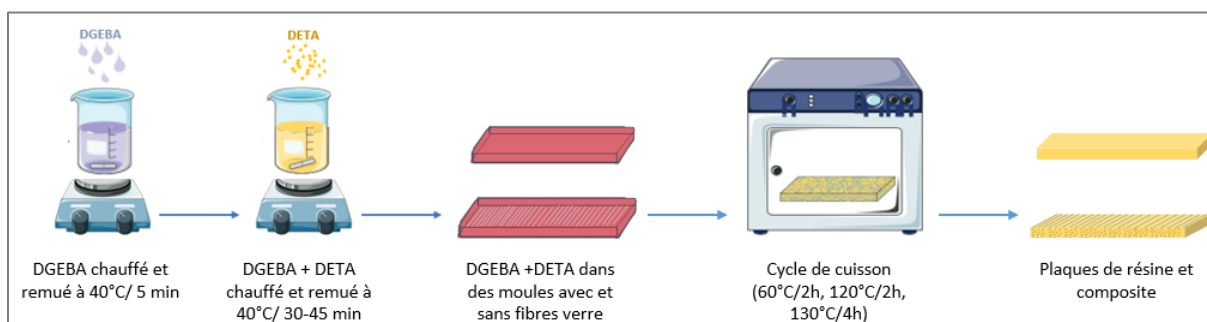 DGEBA
DETA
DGEBA chauffé et
remué à 40°C/ 5 min
DGEBA + DETA
chauffé et remué à
40°C/ 30-45 min
DGEBA +DETA dans
des moules avec et
sans fibres verre
Cycle de cuisson
(60°C/2h, 120°C/2h,
130°C/4h)
Plaques de résine et
composite